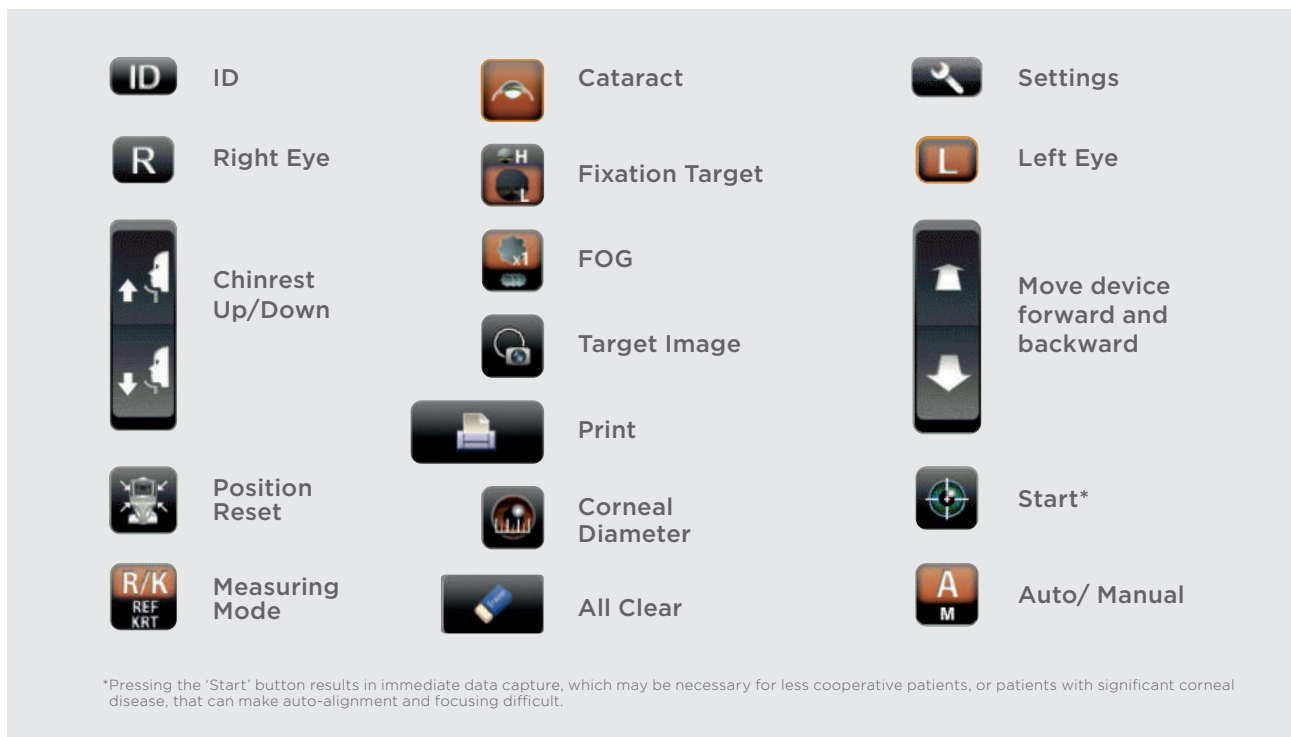 ID
ID
R
Right Eye
Chinrest
Up/Down
Position
Reset
R/K
REF
KRT
Measuring
Mode
Cataract
H
L
Fixation Target
x1
FOG
Target Image
Print
Corneal
Diameter
All Clear
Settings
L
Left Eye
Move device
forward and
backward
Start*
A
M
Auto/ Manual
*Pressing the ‘Start’ button results in immediate data capture, which may be necessary for less cooperative patients, or patients with significant corneal
disease, that can make auto-alignment and focusing difficult.